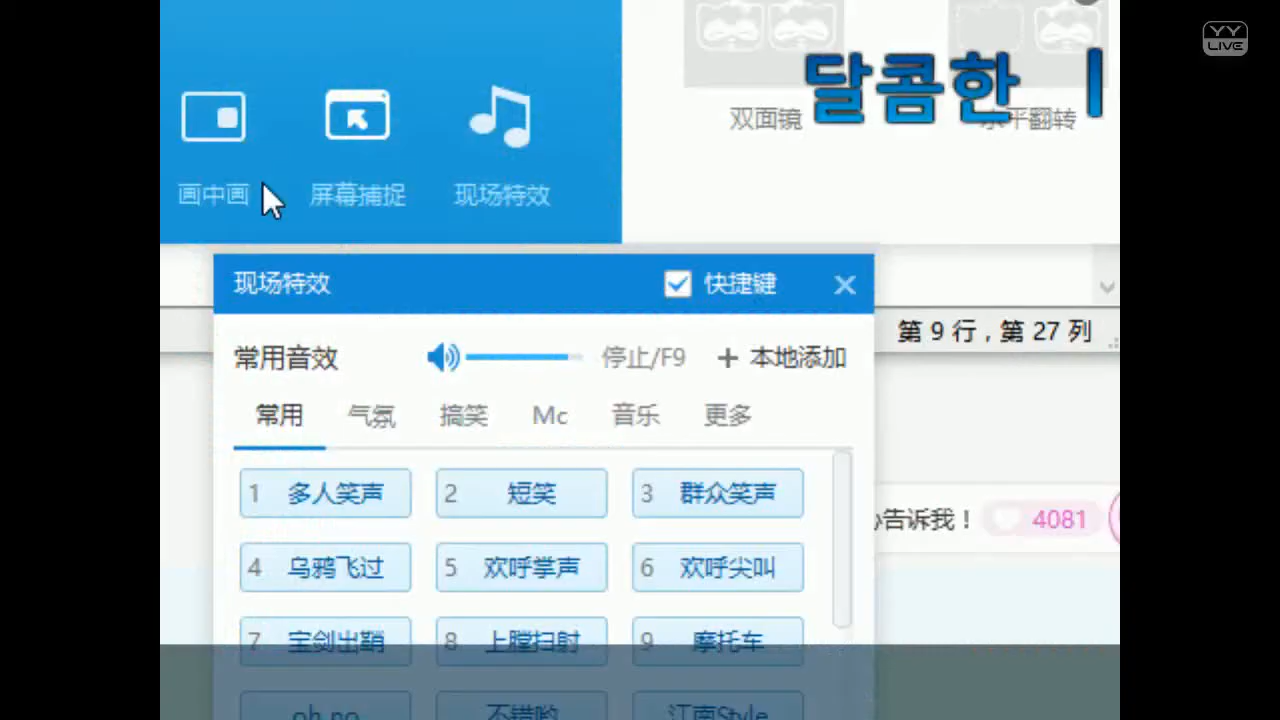 YY
LIVE
달콤한
双面镜
水平翻转
画中画
屏幕捕捉
现场特效
现场特效
快捷键
第 9 行 , 第 27 列
常用音效
停止/F9
+ 本地添加
常用
气氛
搞笑
Mc
音乐
更多
1 多人笑声
2 短笑
3 群众笑声
告诉我！
4081
4 乌鸦飞过
5 欢呼掌声
6 欢呼尖叫
7 宝剑出鞘
8 上膛扫射
9 摩托车
oh no
不错哟
江南Style